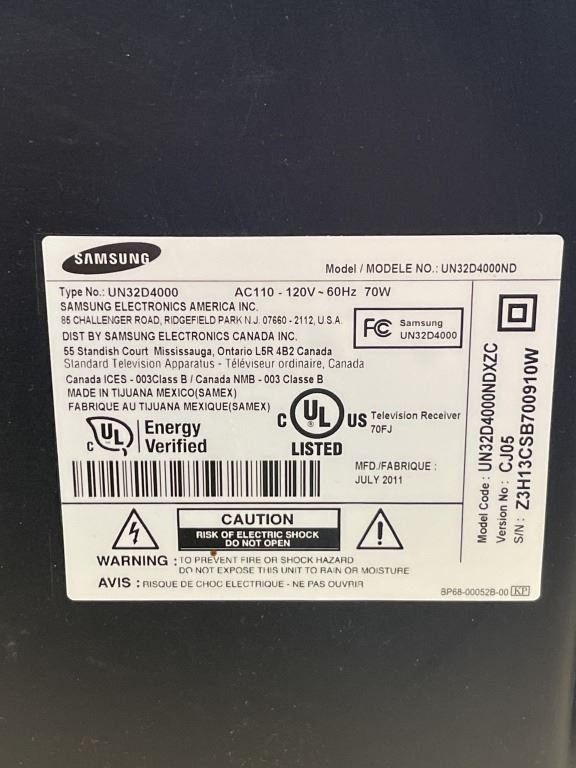 SAMSUNG
Model / MODELE NO.: UN32D4000ND
Type No.: UN32D4000 AC110 - 120V ~ 60Hz 70W
SAMSUNG ELECTRONICS AMERICA INC.
85 CHALLENGER ROAD, RIDGEFIELD PARK N.J. 07660 - 2112, U.S.A.
DIST BY SAMSUNG ELECTRONICS CANADA INC.
55 Standish Court Mississauga, Ontario L5R 4B2 Canada
Standard Television Apparatus - Téléviseur ordinaire, Canada
Canada ICES - 003Class B / Canada NMB - 003 Classe B
MADE IN TIJUANA MEXICO(SAMEX)
FABRIQUE AU TIJUANA MEXIQUE(SAMEX)
FC Samsung
UN32D4000
C UL Energy
Verified
C UL US
LISTED
Television Receiver
70FJ
MFD./FABRIQUE :
JULY 2011
CAUTION
RISK OF ELECTRIC SHOCK
DO NOT OPEN
WARNING : TO PREVENT FIRE OR SHOCK HAZARD
DO NOT EXPOSE THIS UNIT TO RAIN OR MOISTURE
AVIS : RISQUE DE CHOC ELECTRIQUE - NE PAS OUVRIR
BP68-00052B-00 KP
Model Code : UN32D4000NDXZC
Version No : CJ05
S/N : Z3H13CSB700910W